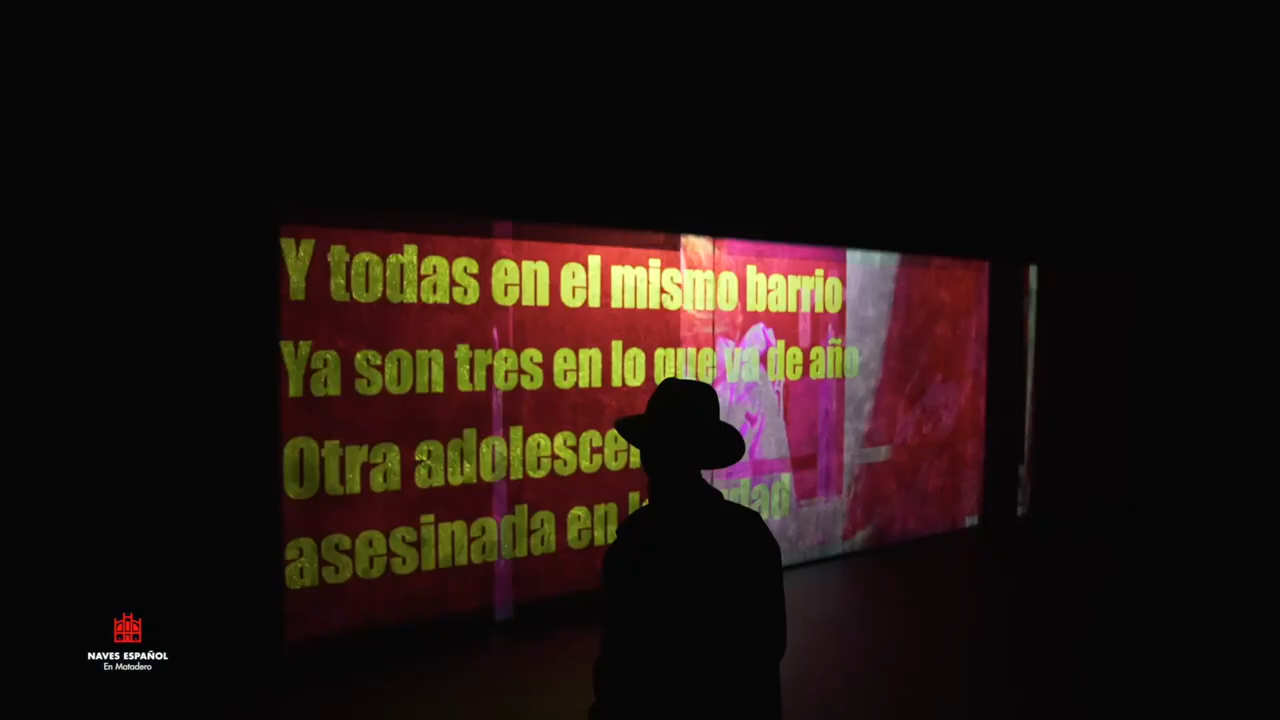 Y todas en el mismo barrio
Ya son tres en lo que va de año
Otra
asesinada en
NAVES ESPAÑOL
En Matadero